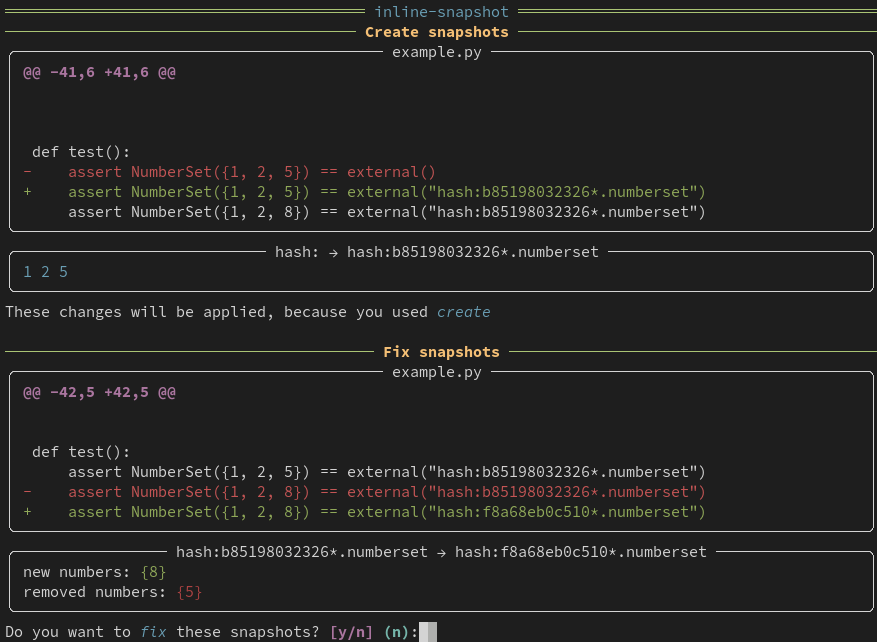 inline-snapshot
Create snapshots
example.py
@@ -41,6 +41,6 @@
def test():
-    assert NumberSet({1, 2, 5}) == external()
+    assert NumberSet({1, 2, 5}) == external("hash:b85198032326*.numberset")
assert NumberSet({1, 2, 8}) == external("hash:b85198032326*.numberset")
hash: → hash:b85198032326*.numberset
1 2 5
These changes will be applied, because you used create
Fix snapshots
example.py
@@ -42,5 +42,5 @@
def test():
assert NumberSet({1, 2, 5}) == external("hash:b85198032326*.numberset")
-    assert NumberSet({1, 2, 8}) == external("hash:b85198032326*.numberset")
+    assert NumberSet({1, 2, 8}) == external("hash:f8a68eb0c510*.numberset")
hash:b85198032326*.numberset → hash:f8a68eb0c510*.numberset
new numbers: {8}
removed numbers: {5}
Do you want to fix these snapshots? [y/n] (n):